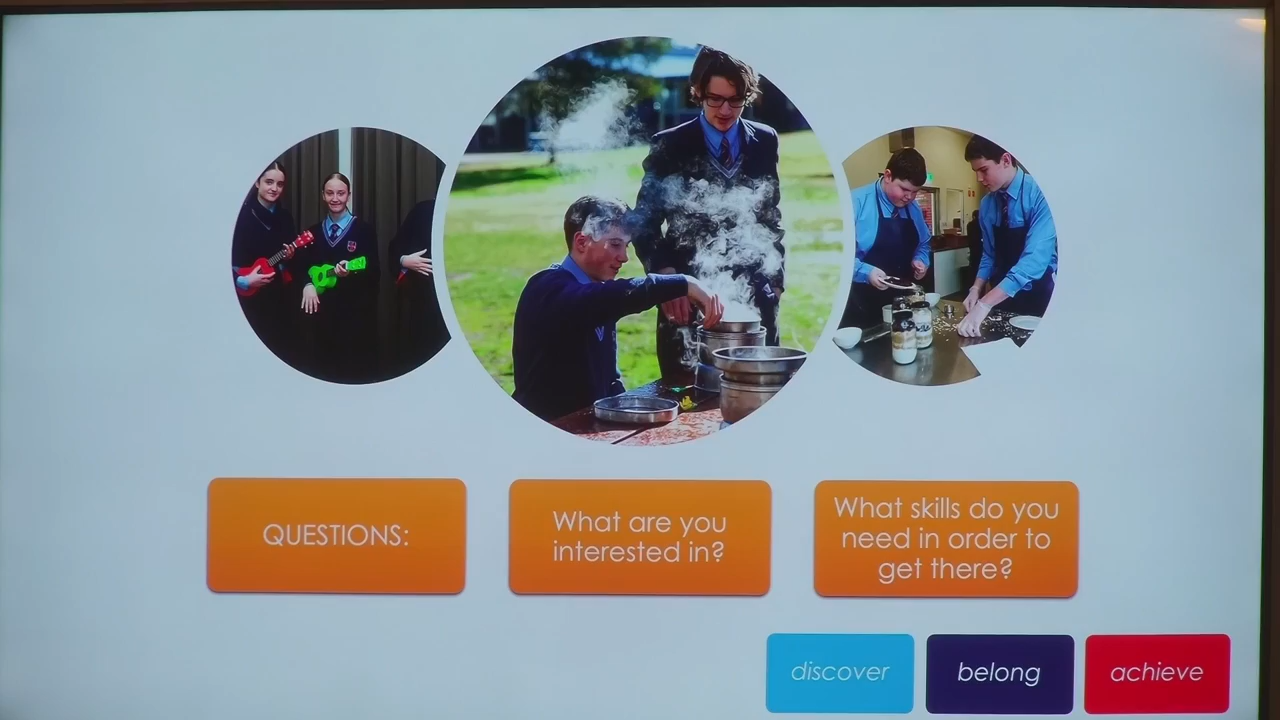 QUESTIONS:
What are you
interested in?
What skills do you
need in order to
get there?
discover
belong
achieve